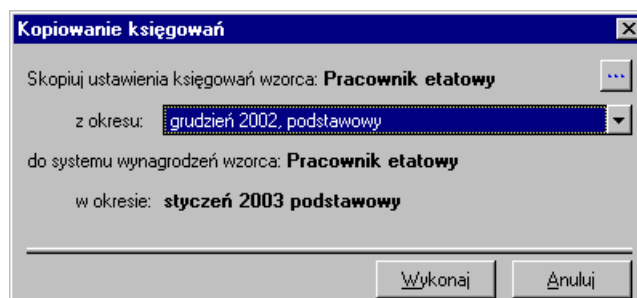 Kopiowanie księgowań
Skopiuj ustawienia księgowań wzorca: Pracownik etatowy ...
z okresu: grudzień 2002, podstawowy
do systemu wynagrodzeń wzorca: Pracownik etatowy
w okresie: styczeń 2003 podstawowy
Wykonaj Anuluj